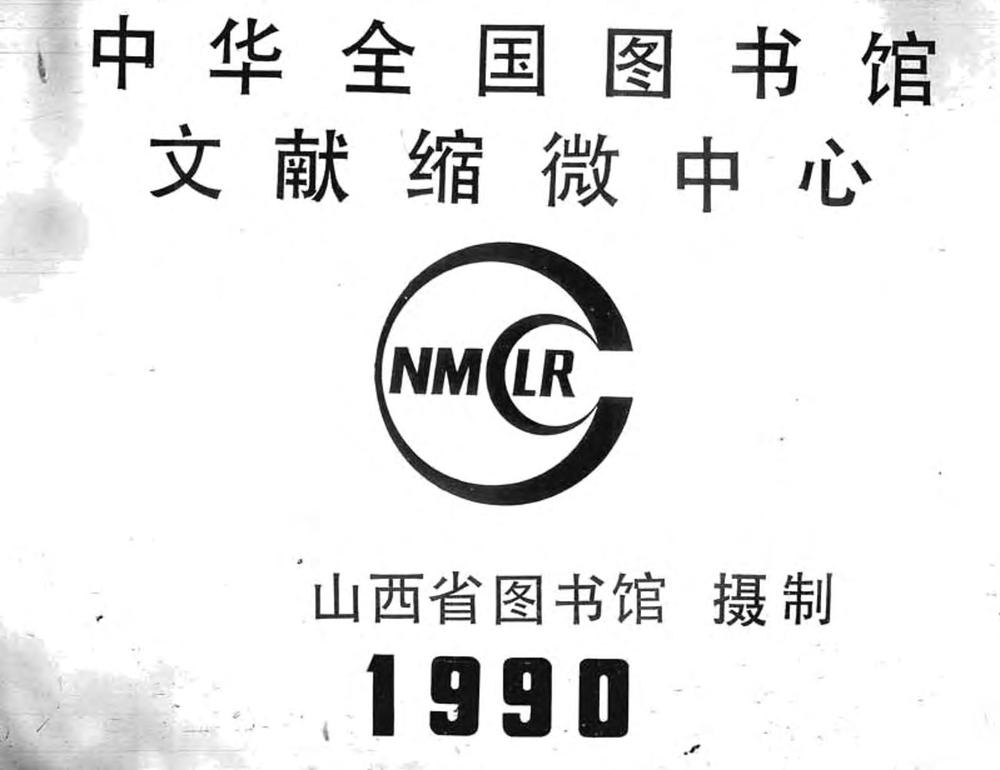 中华全国图书馆
文献缩微中心
NMCLR
山西省图书馆 摄制
1990